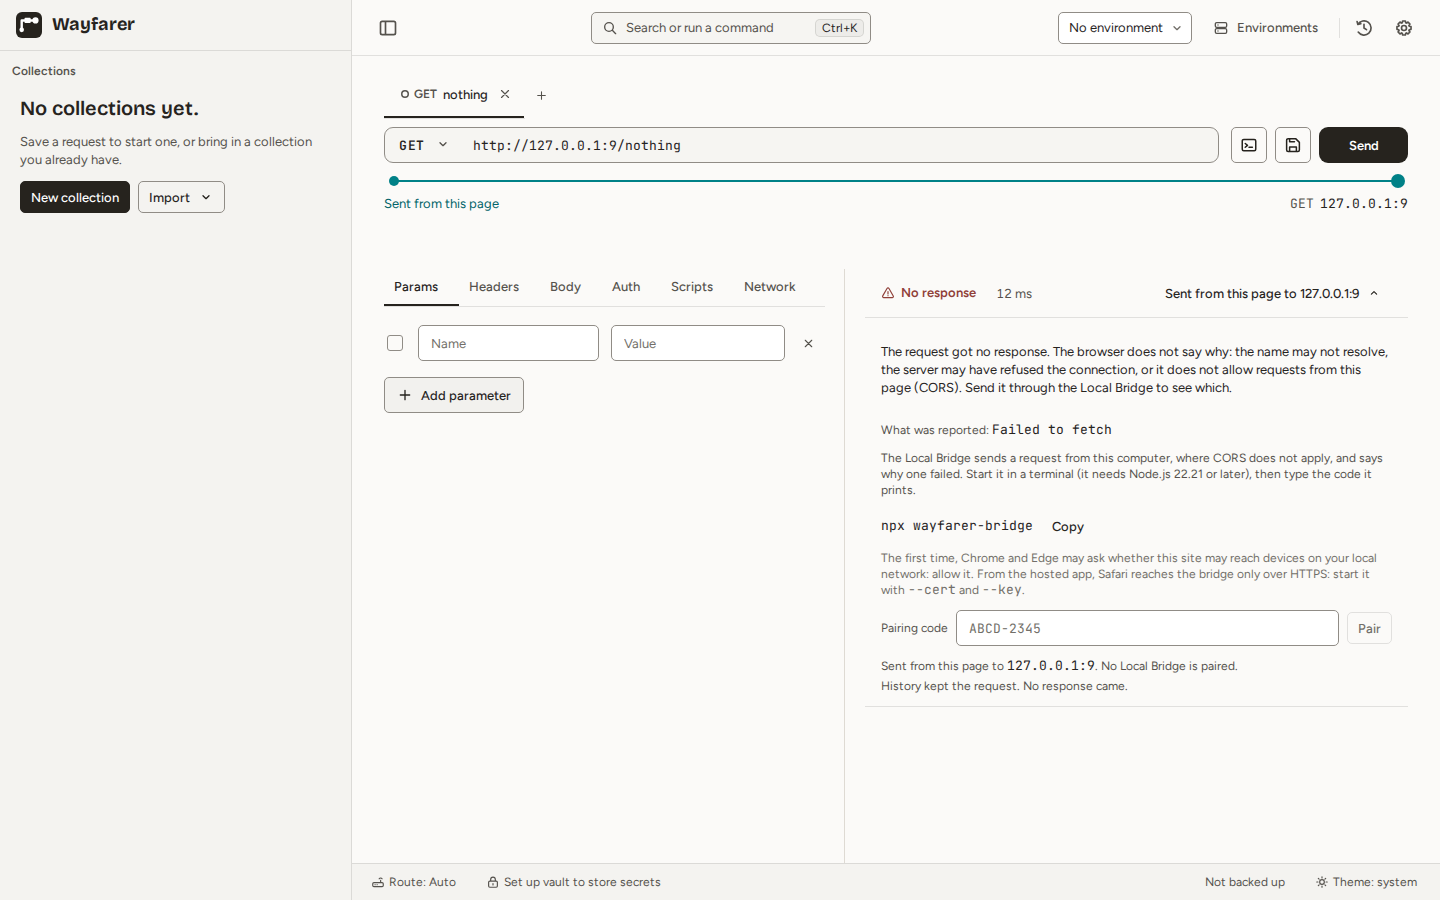 Wayfarer
Search or run a command
Ctrl+K
No environment
Environments
Collections
No collections yet.
Save a request to start one, or bring in a collection
you already have.
New collection
Import
GET nothing
GET
http://127.0.0.1:9/nothing
Send
Sent from this page
GET 127.0.0.1:9
Params
Headers
Body
Auth
Scripts
Network
Name
Value
Add parameter
No response
12 ms
Sent from this page to 127.0.0.1:9
The request got no response. The browser does not say why: the name may not resolve,
the server may have refused the connection, or it does not allow requests from this
page (CORS). Send it through the Local Bridge to see which.
What was reported: Failed to fetch
The Local Bridge sends a request from this computer, where CORS does not apply, and says
why one failed. Start it in a terminal (it needs Node.js 22.21 or later), then type the code it
prints.
npx wayfarer-bridge
Copy
The first time, Chrome and Edge may ask whether this site may reach devices on your local
network: allow it. From the hosted app, Safari reaches the bridge only over HTTPS: start it
with --cert and --key.
Pairing code
ABCD-2345
Pair
Sent from this page to 127.0.0.1:9. No Local Bridge is paired.
History kept the request. No response came.
Route: Auto
Set up vault to store secrets
Not backed up
Theme: system